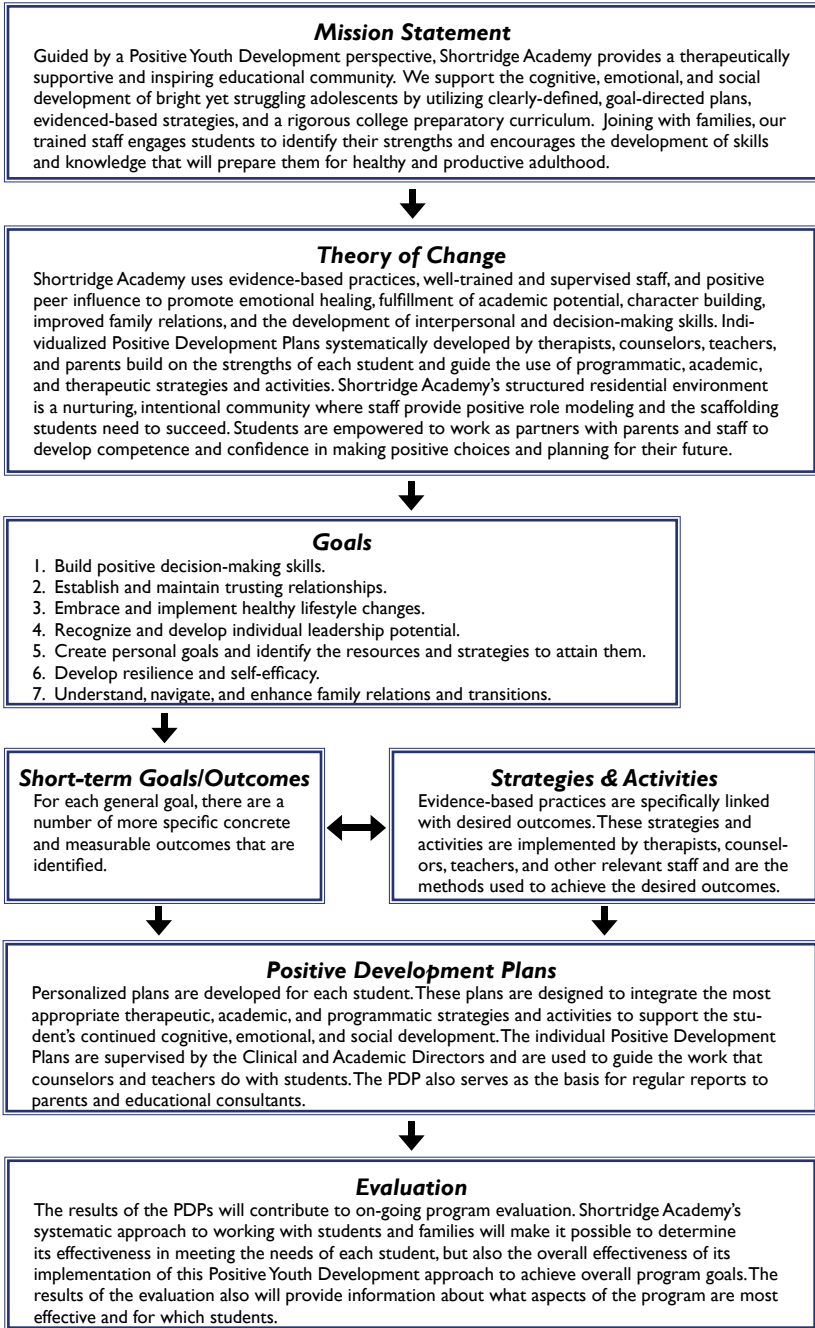 Mission Statement
Guided by a Positive Youth Development perspective, Shortridge Academy provides a therapeutically
supportive and inspiring educational community. We support the cognitive, emotional, and social
development of bright yet struggling adolescents by utilizing clearly-defined, goal-directed plans,
evidenced-based strategies, and a rigorous college preparatory curriculum. Joining with families, our
trained staff engages students to identify their strengths and encourages the development of skills
and knowledge that will prepare them for healthy and productive adulthood.
Theory of Change
Shortridge Academy uses evidence-based practices, well-trained and supervised staff, and positive
peer influence to promote emotional healing, fulfillment of academic potential, character building,
improved family relations, and the development of interpersonal and decision-making skills. Indi-
vidualized Positive Development Plans systematically developed by therapists, counselors, teachers,
and parents build on the strengths of each student and guide the use of programmatic, academic,
and therapeutic strategies and activities. Shortridge Academy's structured residential environment
is a nurturing, intentional community where staff provide positive role modeling and the scaffolding
students need to succeed. Students are empowered to work as partners with parents and staff to
develop competence and confidence in making positive choices and planning for their future.
Goals
1. Build positive decision-making skills.
2. Establish and maintain trusting relationships.
3. Embrace and implement healthy lifestyle changes.
4. Recognize and develop individual leadership potential.
5. Create personal goals and identify the resources and strategies to attain them.
6. Develop resilience and self-efficacy.
7. Understand, navigate, and enhance family relations and transitions.
Short-term Goals/Outcomes
For each general goal, there are a
number of more specific concrete
and measurable outcomes that are
identified.
Strategies & Activities
Evidence-based practices are specifically linked
with desired outcomes. These strategies and
activities are implemented by therapists, counsel-
ors, teachers, and other relevant staff and are the
methods used to achieve the desired outcomes.
Positive Development Plans
Personalized plans are developed for each student. These plans are designed to integrate the most
appropriate therapeutic, academic, and programmatic strategies and activities to support the stu-
dent's continued cognitive, emotional, and social development. The individual Positive Development
Plans are supervised by the Clinical and Academic Directors and are used to guide the work that
counselors and teachers do with students. The PDP also serves as the basis for regular reports to
parents and educational consultants.
Evaluation
The results of the PDPs will contribute to on-going program evaluation. Shortridge Academy's
systematic approach to working with students and families will make it possible to determine
its effectiveness in meeting the needs of each student, but also the overall effectiveness of its
implementation of this Positive Youth Development approach to achieve overall program goals. The
results of the evaluation also will provide information about what aspects of the program are most
effective and for which students.